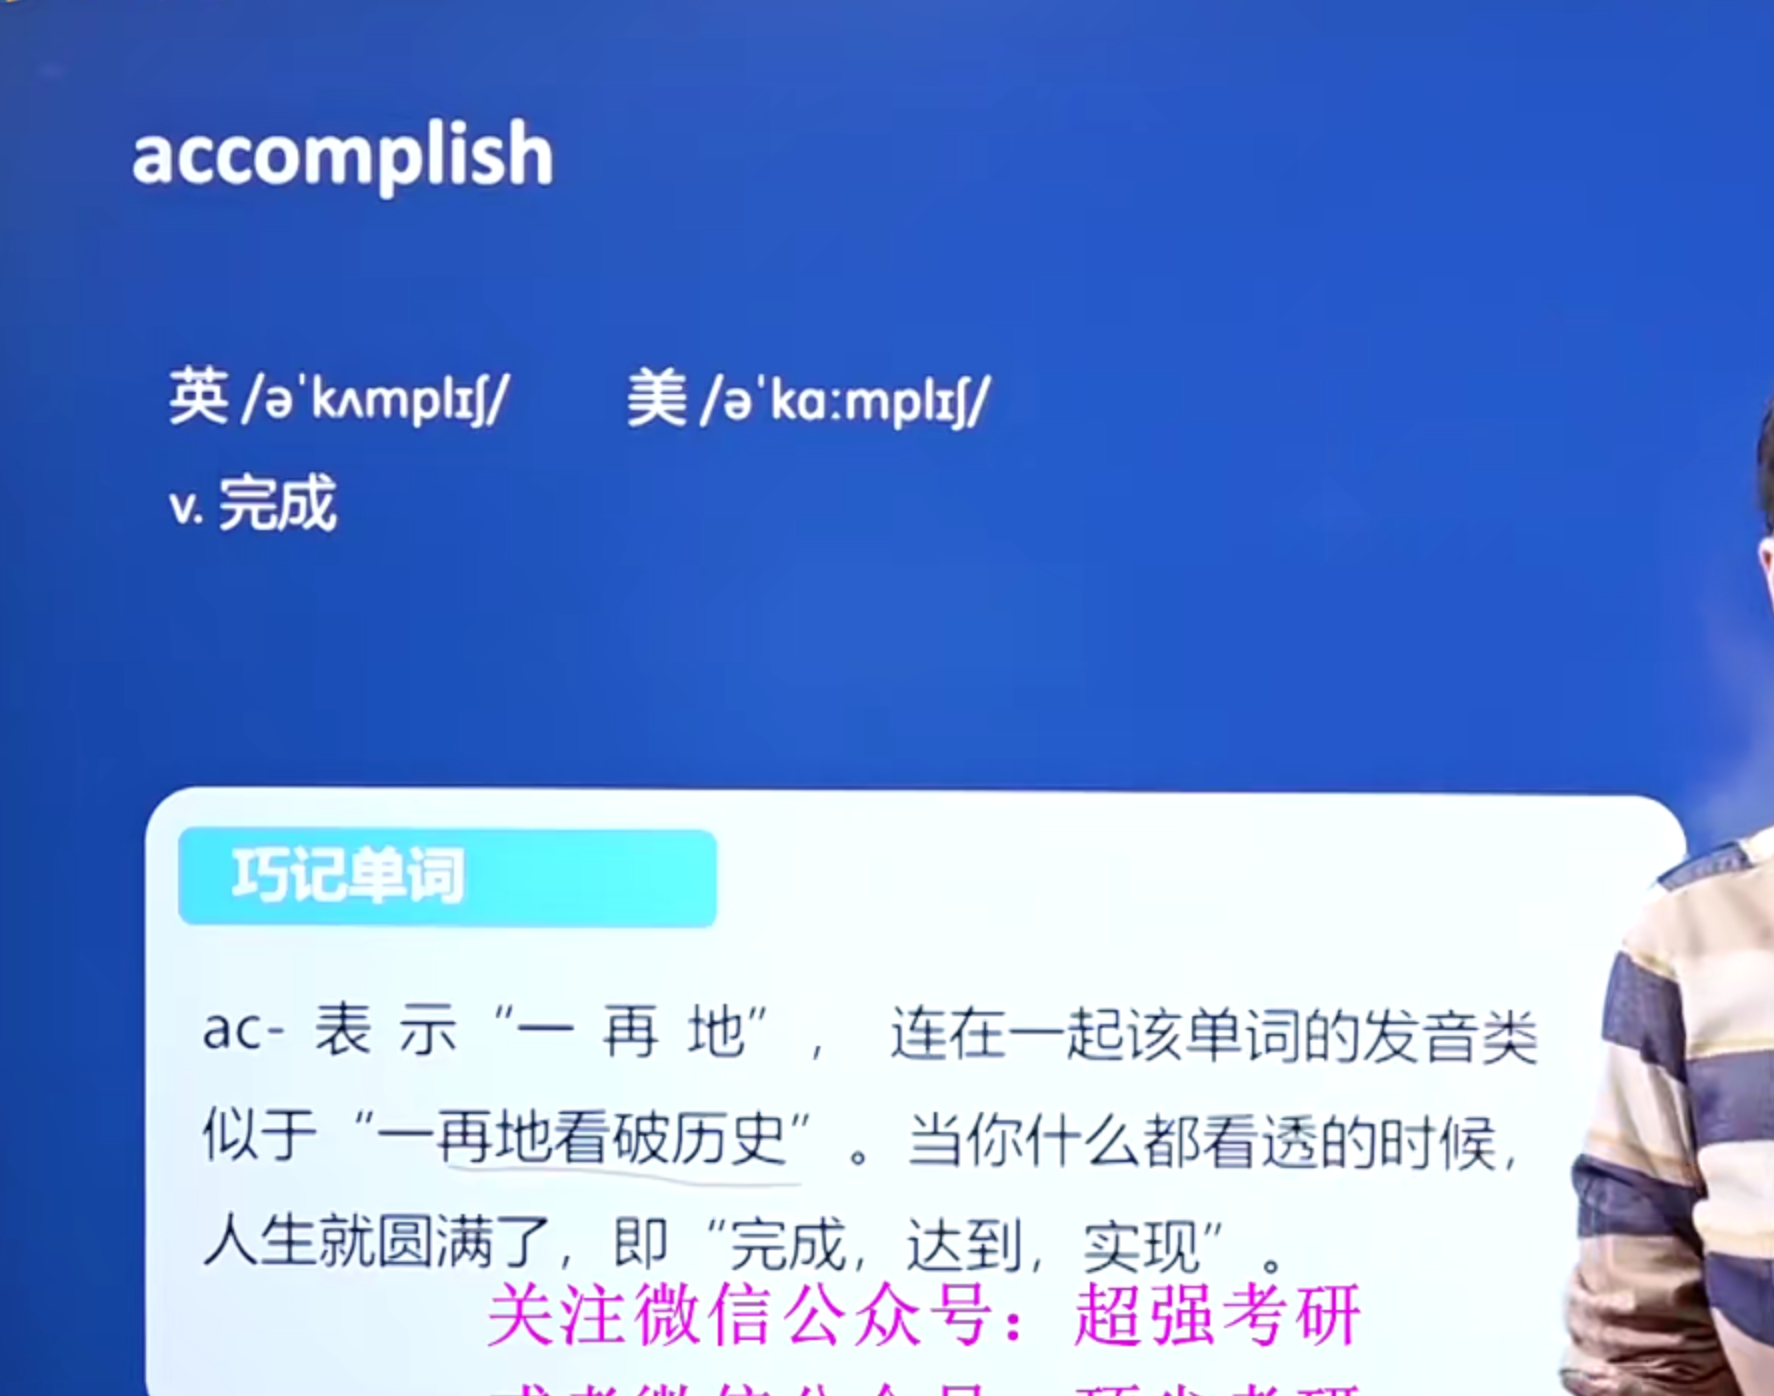 accomplish
英 /əˈkʌmplɪʃ/ 美 /əˈkɑːmplɪʃ/
v. 完成
巧记单词
ac- 表示“一再地”，连在一起该单词的发音类
似于“一再地看破历史”。当你什么都看透的时候，
人生就圆满了，即“完成，达到，实现”。
关注微信公众号：超强考研